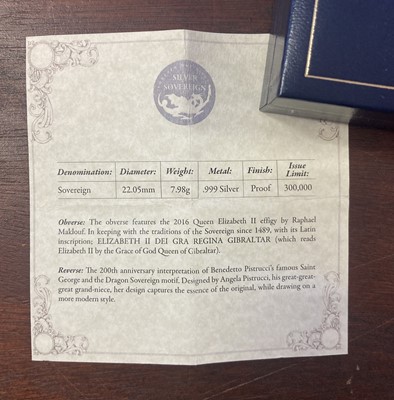 SILVER
SOVEREIGN
Denomination: Diameter: Weight: Metal: Finish: Issue Limit:
Sovereign 22.05mm 7.98g .999 Silver Proof 300,000
Obverse: The obverse features the 2016 Queen Elizabeth II effigy by Raphael
Maklouf. In keeping with the traditions of the Sovereign since 1489, with its Latin
inscription; ELIZABETH II DEI GRA REGINA GIBRALTAR (which reads
Elizabeth II by the Grace of God Queen of Gibraltar).
Reverse: The 200th anniversary interpretation of Benedetto Pistrucci's famous Saint
George and the Dragon Sovereign motif. Designed by Angela Pistrucci, his great-great-
great grand-niece, her design captures the essence of the original, while drawing on a
more modern style.